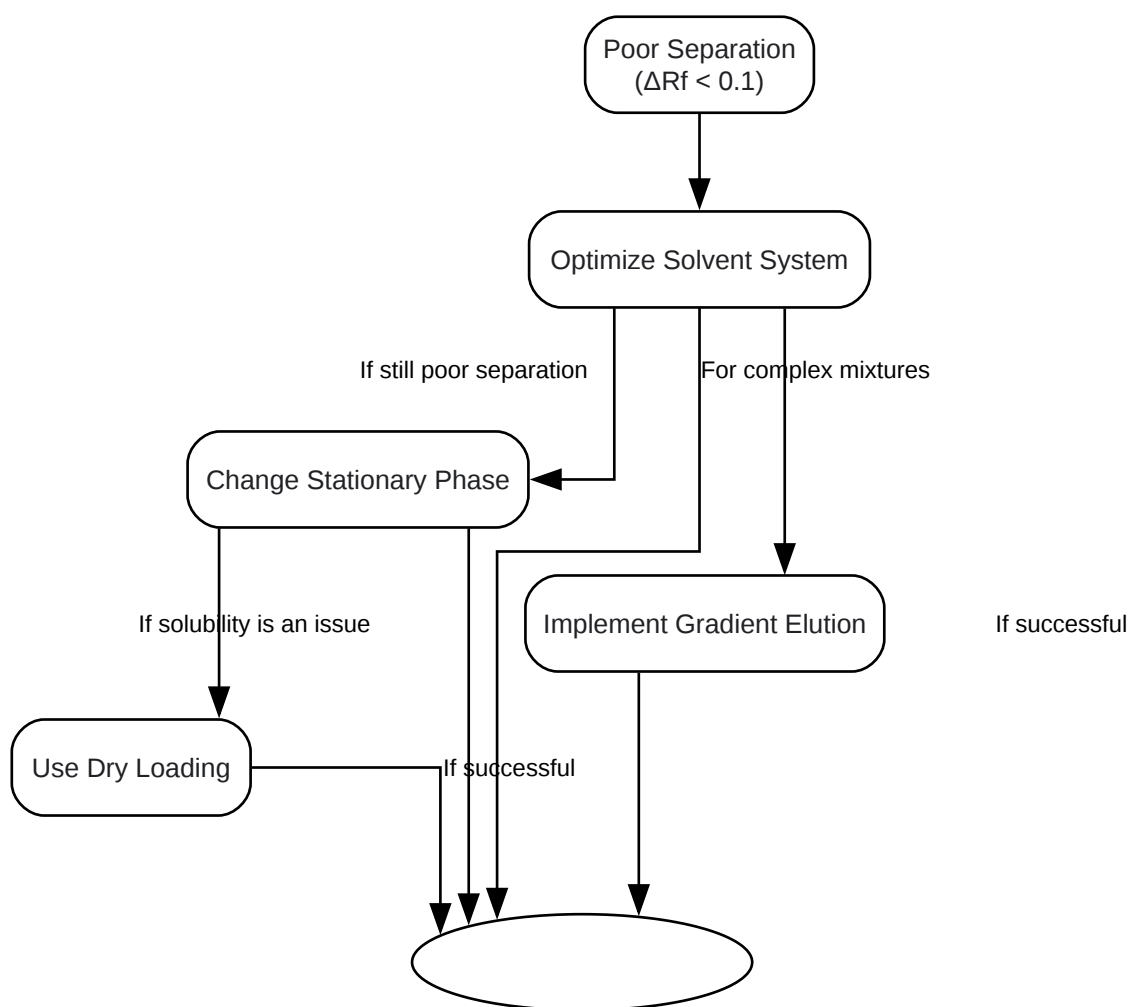 Poor Separation
(ΔRf < 0.1)
Optimize Solvent System
If still poor separation
For complex mixtures
Change Stationary Phase
If solubility is an issue
Implement Gradient Elution
If successful
Use Dry Loading
If successful